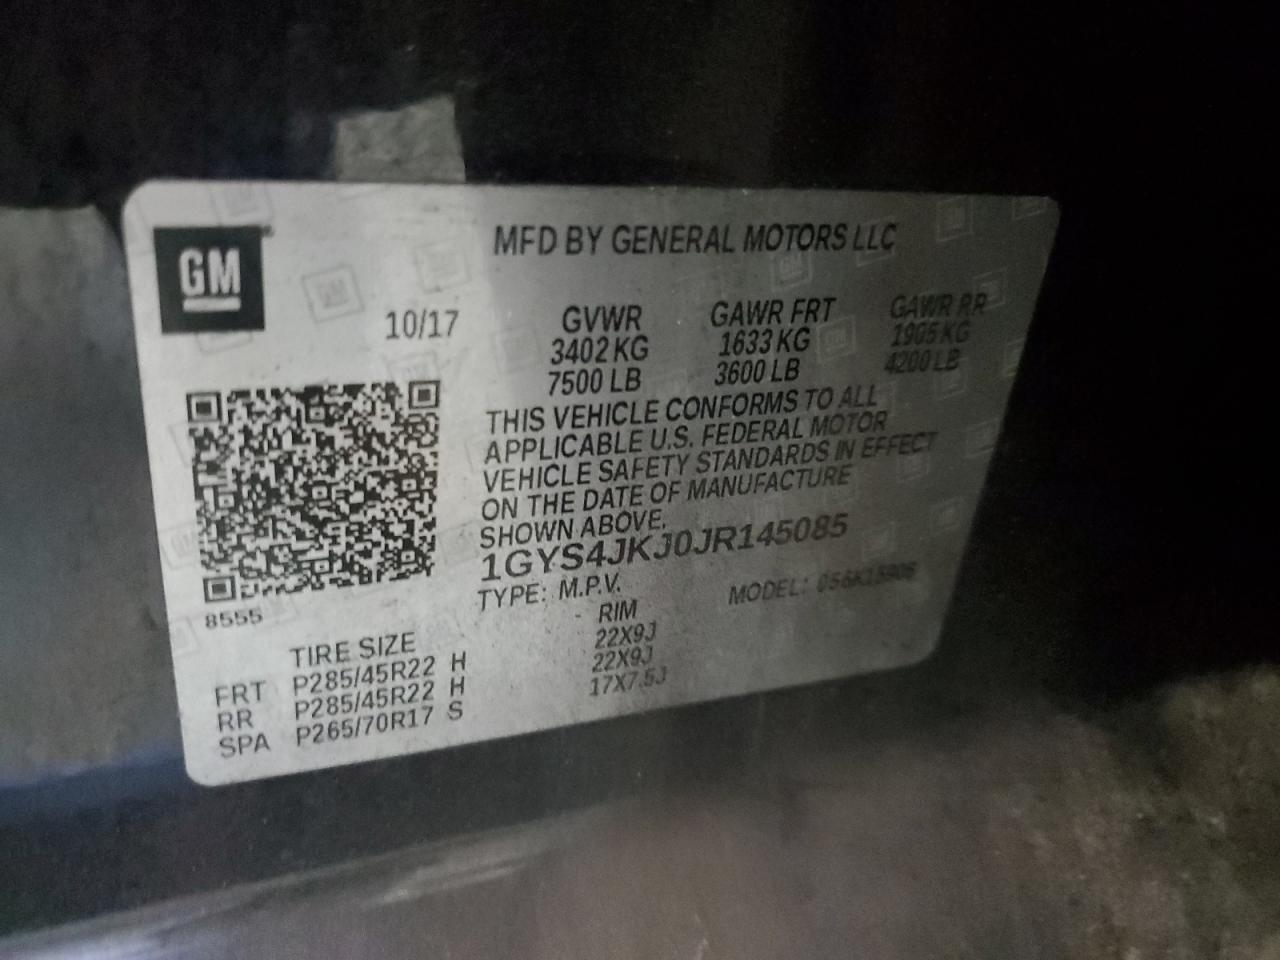 GM
MFD BY GENERAL MOTORS LLC
10/17
GVWR GAWR FRT GAWR RR
3402 KG 1633 KG 1905 KG
7500 LB 3600 LB 4200 LB
THIS VEHICLE CONFORMS TO ALL
APPLICABLE U.S. FEDERAL MOTOR
VEHICLE SAFETY STANDARDS IN EFFECT
ON THE DATE OF MANUFACTURE
SHOWN ABOVE.
1GYS4JKJ0JR145085
TYPE: M.P.V. MODEL:
8555
TIRE SIZE RIM
FRT P285/45R22 H 22X9J
RR P285/45R22 H 22X9J
SPA P265/70R17 S 17X7.5J